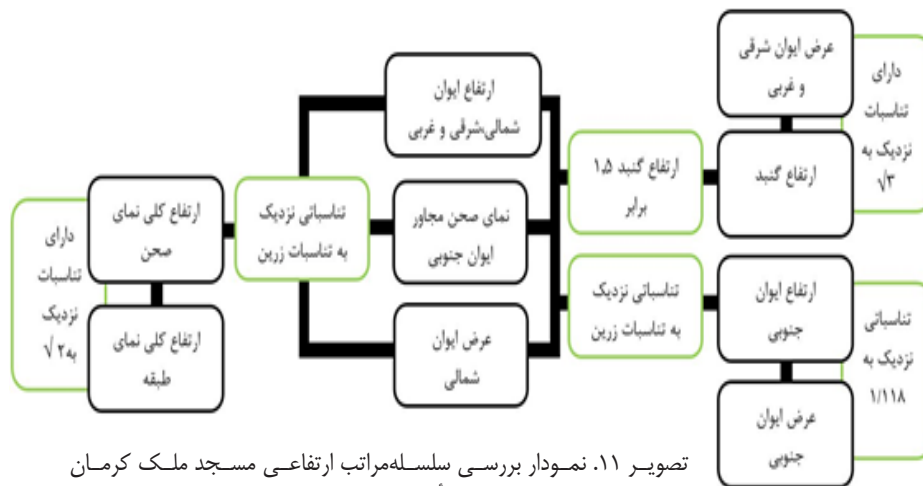 عرض ایوان شرقی
و غربی
دارای
تناسبات
نزدیک به
√۳
ارتفاع گنبد
ارتفاع گنبد ۱.۵
برابر
ارتفاع ایوان
شمالی،شرقی و غربی
نمای صحن مجاور
ایوان جنوبی
عرض ایوان
شمالی
تناسباتی نزدیک
به تناسبات زرین
ارتفاع کلی نمای
صحن
ارتفاع کلی نمای
طبقه
دارای
تناسبات
نزدیک
به۲ √
تناسباتی نزدیک
به تناسبات زرین
ارتفاع ایوان
جنوبی
عرض ایوان
جنوبی
تناسباتی
نزدیک به
۱/۱۱۸
تصویر ۱۱. نمودار بررسی سلسله‌مراتب ارتفاعی مسجد ملک کرمان